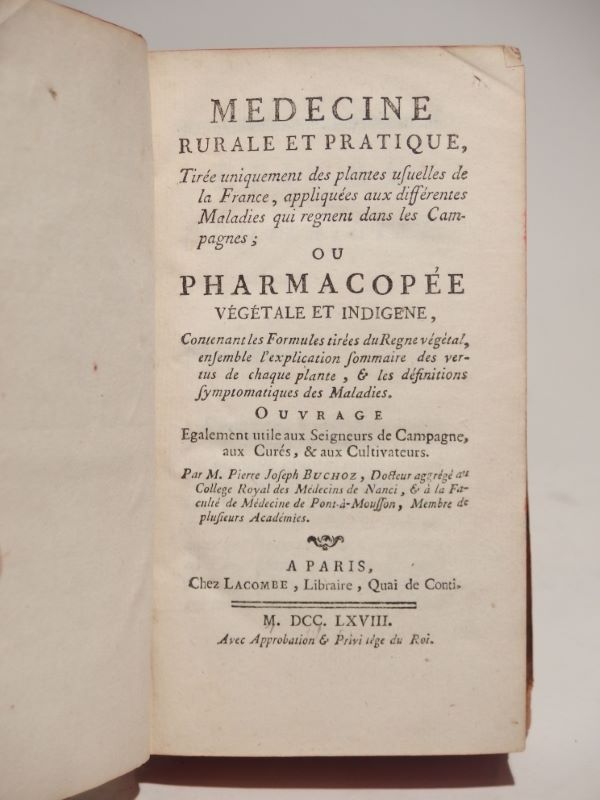 MEDECINE
RURALE ET PRATIQUE,
Tirée uniquement des plantes uſuelles de
la France, appliquées aux différentes
Maladies qui regnent dans les Cam-
pagnes;
OU
PHARMACOPÉE
VÉGÉTALE ET INDIGENE,
Contenant les Formules tirées du Regne végétal,
enſemble l'explication ſommaire des ver-
tus de chaque plante, & les définitions
ſymptomatiques des Maladies.
OUVRAGE
Egalement utile aux Seigneurs de Campagne,
aux Curés, & aux Cultivateurs.
Par M. Pierre Joſeph BUCHOZ, Docteur aggrégé au
College Royal des Médecins de Nanci, & à la Fa-
culté de Médecine de Pont-à-Mouſſon, Membre de
pluſieurs Académies.
A PARIS,
Chez LACOMBE, Libraire, Quai de Conti.
M. DCC. LXVIII.
Avec Approbation & Privilége du Roi.